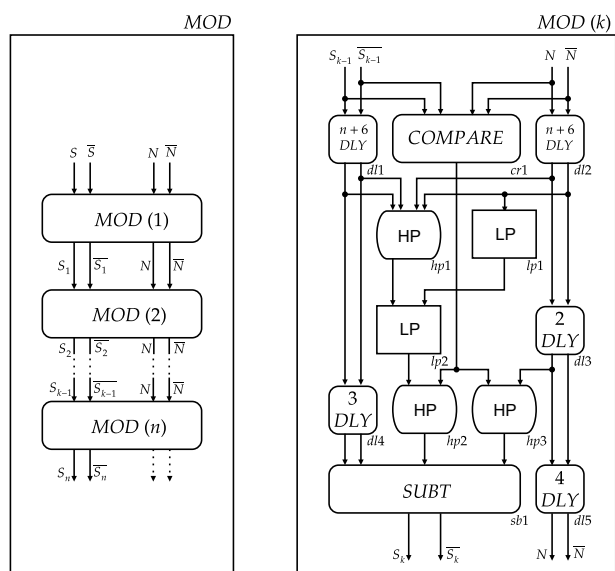 MOD
S S̅ N N̅
MOD (1)
S₁ S̅₁ N N̅
MOD (2)
S₂ S̅₂ N N̅
Sₖ₋₁ S̅ₖ₋₁ N N̅
MOD (n)
Sₙ S̅ₙ
MOD (k)
Sₖ₋₁ S̅ₖ₋₁ N N̅
n + 6
DLY
dl1
COMPARE
cr1
n + 6
DLY
dl2
HP
hp1
LP
lp1
LP
lp2
2
DLY
dl3
3
DLY
dl4
HP
hp2
HP
hp3
SUBT
sb1
4
DLY
dl5
Sₖ S̅ₖ N N̅